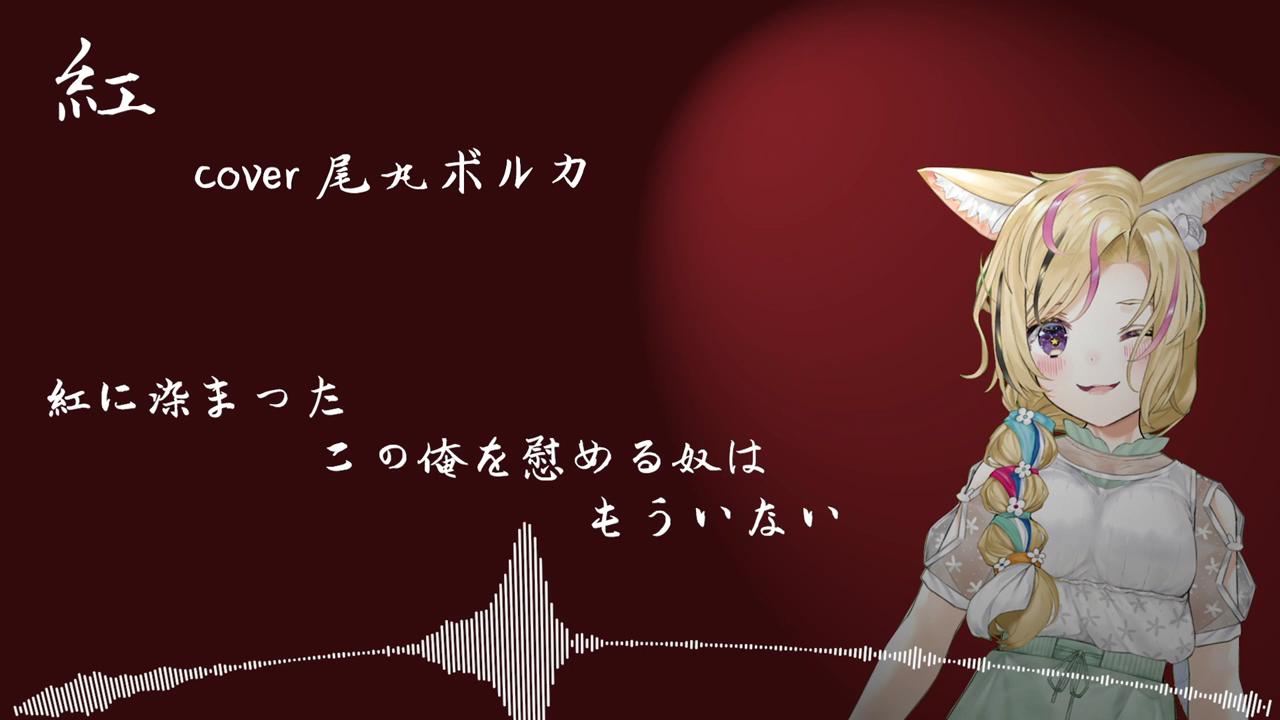 紅
cover 尾丸ボルカ
紅に染まった
この俺を慰める奴は
もういない